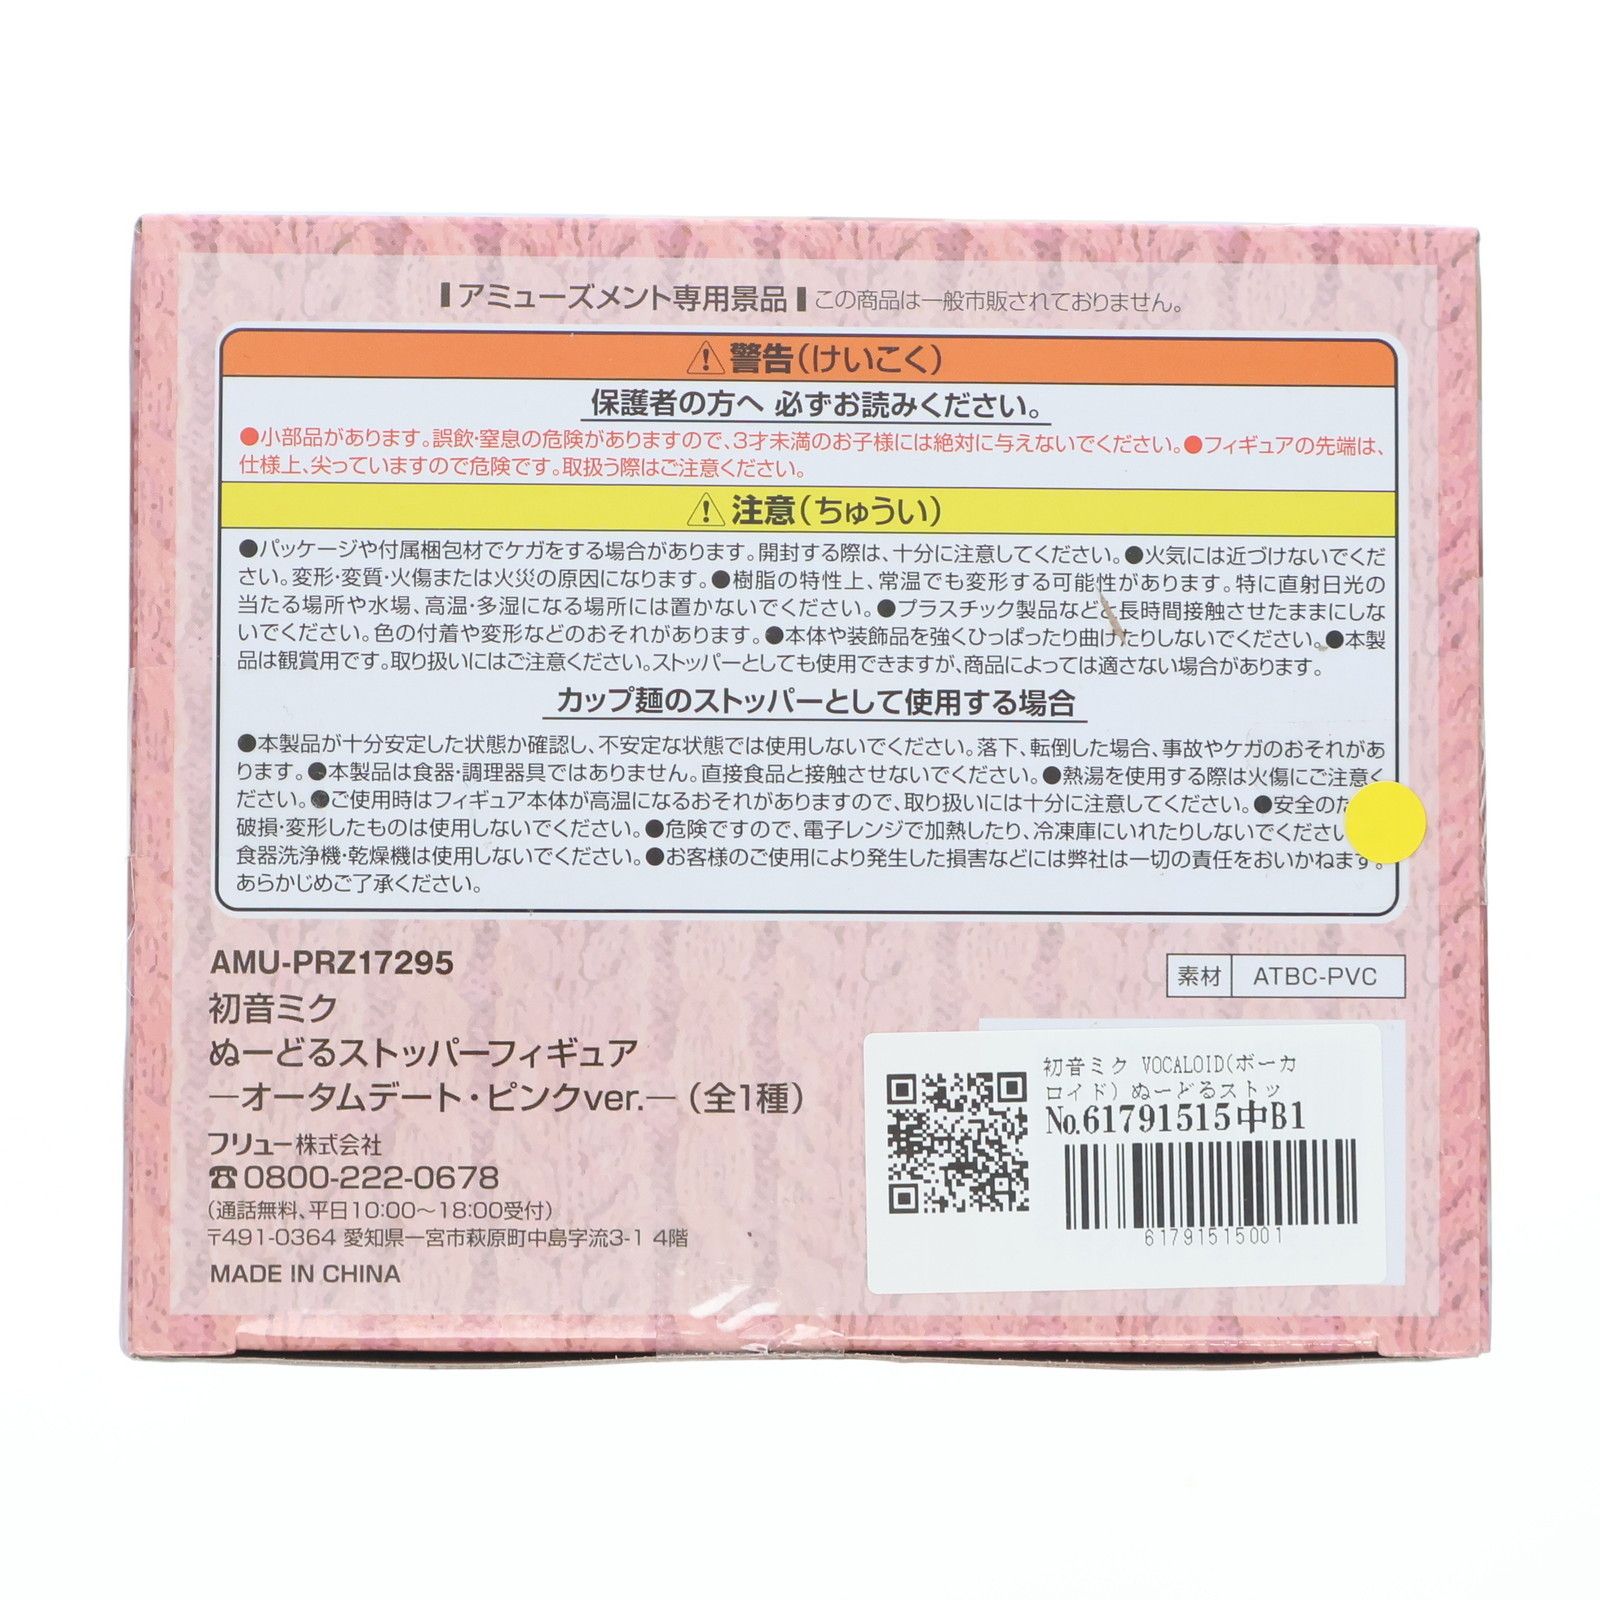 アミューズメント専用景品 この商品は一般市販されておりません。
警告(けいこく)
保護者の方へ 必ずお読みください。
●小部品があります。誤飲・窒息の危険がありますので、3才未満のお子様には絶対に与えないでください。●フィギュアの先端は、
仕様上、尖っていますので危険です。取扱う際はご注意ください。
注意(ちゅうい)
●パッケージや付属梱包材でケガをする場合があります。開封する際は、十分に注意してください。●火気には近づけないでくだ
さい。変形・変質・火傷または火災の原因になります。●樹脂の特性上、常温でも変形する可能性があります。特に直射日光の
当たる場所や水場、高温・多湿になる場所には置かないでください。●プラスチック製品などと長時間接触させたままにしな
いでください。色の付着や変形などのおそれがあります。●本体や装飾品を強くひっぱったり曲げたりしないでください。●本製
品は観賞用です。取り扱いにはご注意ください。ストッパーとしても使用できますが、商品によっては適さない場合があります。
カップ麺のストッパーとして使用する場合
●本製品が十分安定した状態か確認し、不安定な状態では使用しないでください。落下、転倒した場合、事故やケガのおそれがあ
ります。●本製品は食器・調理器具ではありません。直接食品と接触させないでください。●熱湯を使用する際は火傷にご注意く
ださい。●ご使用時はフィギュア本体が高温になるおそれがありますので、取り扱いには十分に注意してください。●安全のた
破損・変形したものは使用しないでください。●危険ですので、電子レンジで加熱したり、冷凍庫にいれたりしないでください
食器洗浄機・乾燥機は使用しないでください。●お客様のご使用により発生した損害などには弊社は一切の責任をおいかねます。
あらかじめご了承ください。
AMU-PRZ17295
初音ミク
ぬーどるストッパーフィギュア
―オータムデート・ピンクver.―(全1種)
フリュー株式会社
☎0800-222-0678
(通話無料、平日10:00～18:00受付)
〒491-0364 愛知県一宮市萩原町中島字流3-1 4階
MADE IN CHINA
素材 ATBC-PVC
初音ミク VOCALOID(ボーカ
ロイド) ぬーどるストッ
No.61791515中B1
61791515001